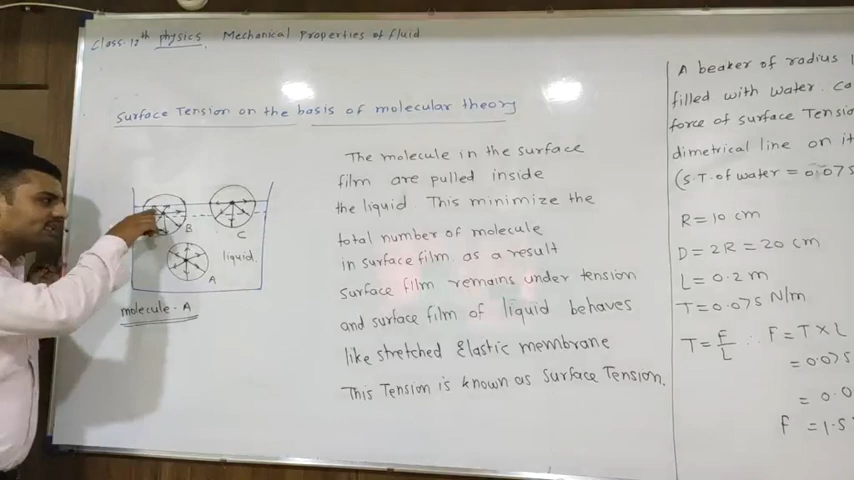 Class-12th physics, Mechanical Properties of fluid
Surface Tension on the basis of molecular theory
B
C
liquid
A
molecule - A
The molecule in the surface
film are pulled inside
the liquid This minimize the
total number of molecule
in surface film. as a result
surface film remains under tension
and surface film of liquid behaves
like stretched Elastic membrane
This Tension is known as Surface Tension.
A beaker of radius
filled with water.
force of surface Tension
dimetrical line on
(S.T. of water = 0.075
R = 10 cm
D = 2R = 20 cm
L = 0.2 m
T = 0.075 N/m
T = F/L ∴ F = T × L
= 0.075
= 0.0
F = 1.5